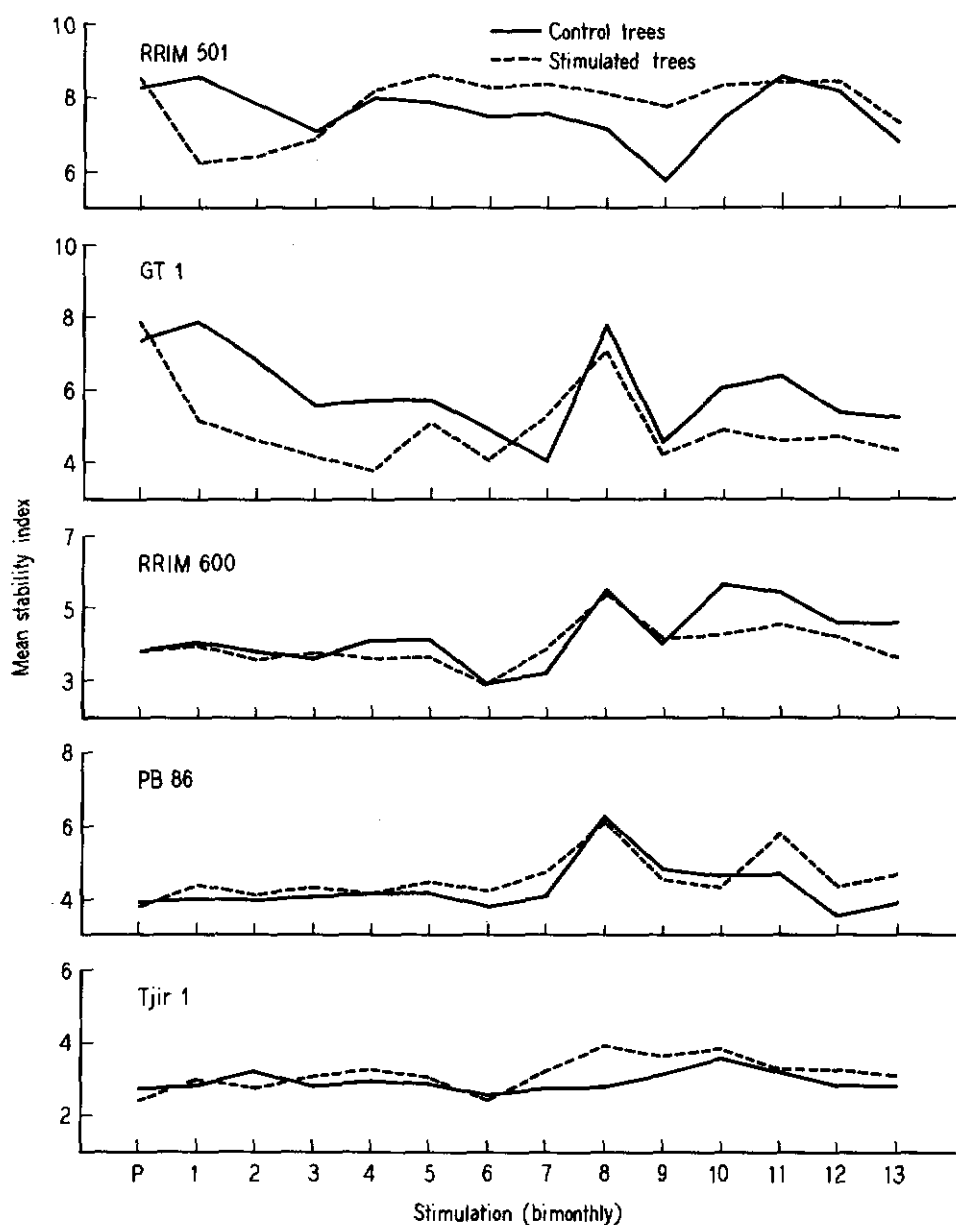 10
RRIM 501
Control trees
Stimulated trees
8
6
10
GT 1
8
6
4
7
RRIM 600
5
3
Mean stability index
8
PB 86
6
4
6
Tjir 1
4
2
P 1 2 3 4 5 6 7 8 9 10 11 12 13
Stimulation (bimonthly)